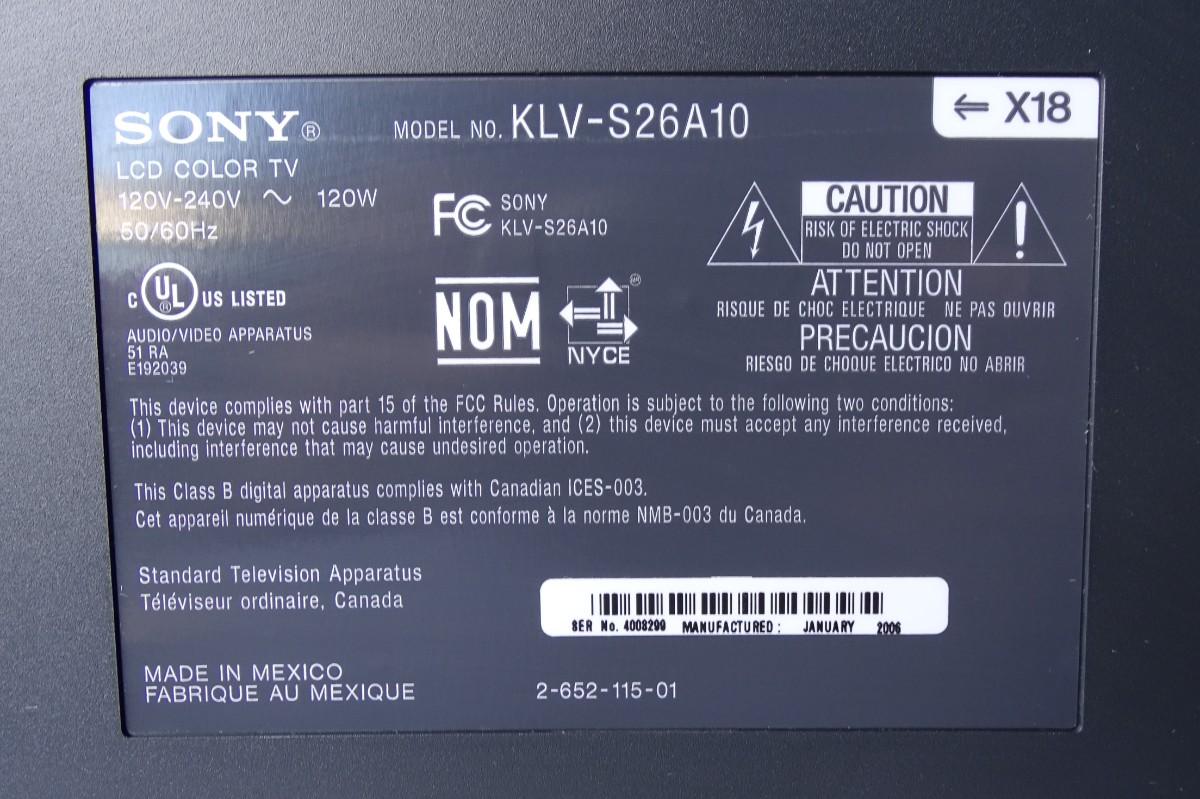 SONY®
MODEL NO. KLV-S26A10
⇐ X18
LCD COLOR TV
120V-240V ～ 120W
50/60Hz
FC SONY
KLV-S26A10
CAUTION
RISK OF ELECTRIC SHOCK
DO NOT OPEN
ATTENTION
RISQUE DE CHOC ELECTRIQUE NE PAS OUVRIR
PRECAUCION
RIESGO DE CHOQUE ELECTRICO NO ABRIR
C UL® US LISTED
AUDIO/VIDEO APPARATUS
51 RA
E192039
NOM
NYCE
This device complies with part 15 of the FCC Rules. Operation is subject to the following two conditions:
(1) This device may not cause harmful interference, and (2) this device must accept any interference received,
including interference that may cause undesired operation.
This Class B digital apparatus complies with Canadian ICES-003.
Cet appareil numérique de la classe B est conforme à la norme NMB-003 du Canada.
Standard Television Apparatus
Téléviseur ordinaire, Canada
SER No. 4008299 MANUFACTURED: JANUARY 2006
MADE IN MEXICO
FABRIQUE AU MEXIQUE
2-652-115-01